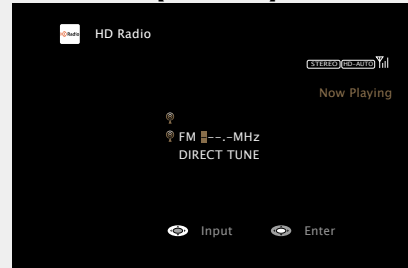 HD Radio
HD Radio
STEREO HD-AUTO
Now Playing
FM --.-MHz
DIRECT TUNE
Input Enter